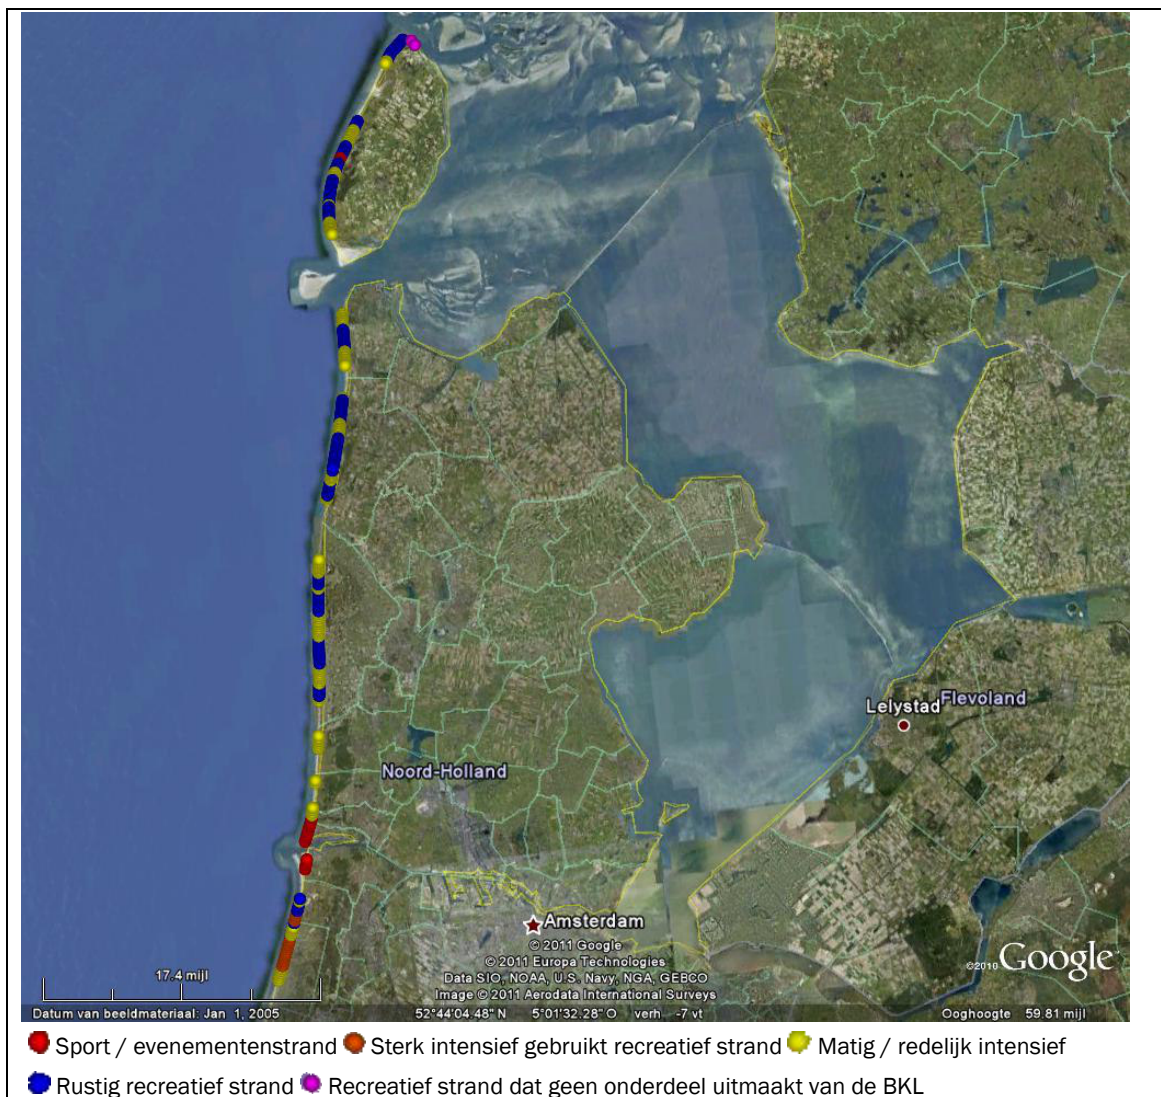 Lelystad
Flevoland
Noord-Holland
Amsterdam
© 2011 Google
© 2011 Europa Technologies
Data SIO, NOAA, U.S. Navy, NGA, GEBCO
Image © 2011 Aerodata International Surveys
©2010 Google
17.4 mijl
Datum van beeldmateriaal: Jan 1, 2005 52°44'04.48" N 5°01'32.28" O verh -7 vt Ooghoogte 59.81 mijl
Sport / evenementenstrand Sterk intensief gebruikt recreatief strand Matig / redelijk intensief
Rustig recreatief strand Recreatief strand dat geen onderdeel uitmaakt van de BKL